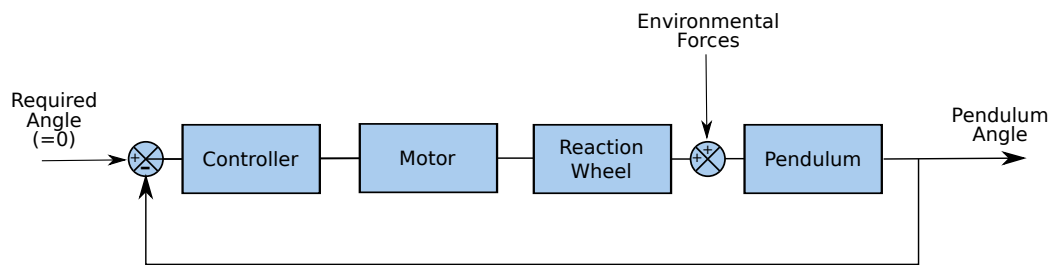 Environmental
Forces
Required
Angle
(=0)
+
−
Controller
Motor
Reaction
Wheel
+
+
Pendulum
Pendulum
Angle